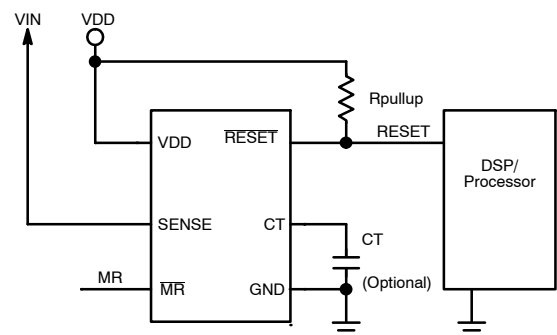 VIN VDD
Rpullup
RESET
VDD RESET
DSP/
Processor
SENSE CT
CT
MR
(Optional)
MR GND